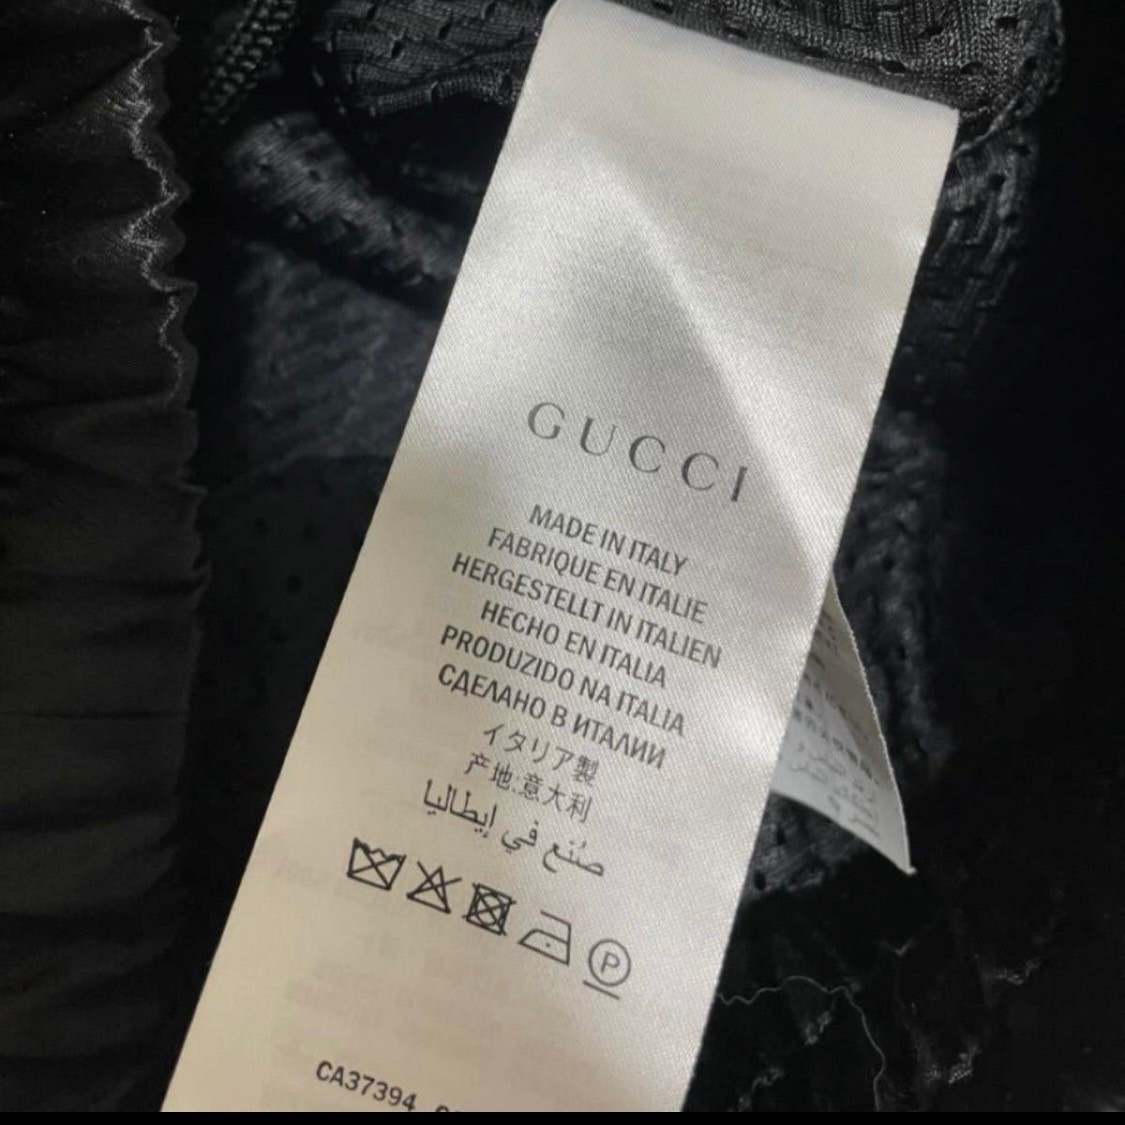 GUCCI
MADE IN ITALY
FABRIQUE EN ITALIE
HERGESTELLT IN ITALIEN
HECHO EN ITALIA
PRODUZIDO NA ITALIA
СДЕЛАНО В ИТАЛИИ
イタリア製
产地:意大利
صُنع في إيطاليا
P
CA37394